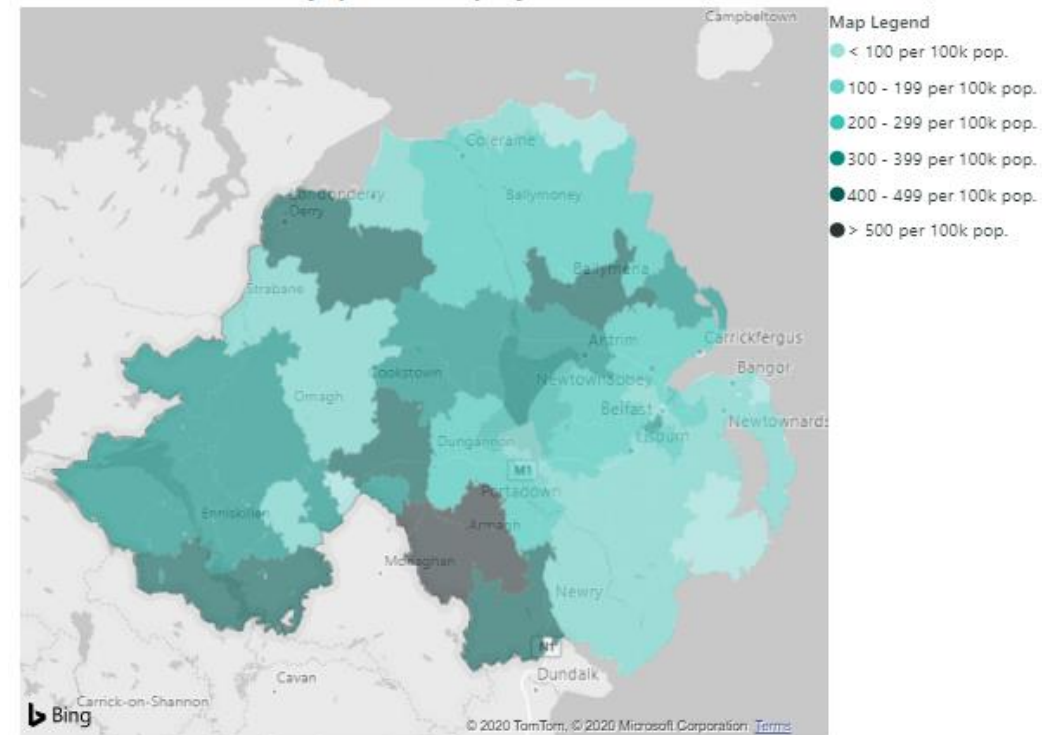 Campbeltown
Map Legend
< 100 per 100k pop.
100 - 199 per 100k pop.
200 - 299 per 100k pop.
300 - 399 per 100k pop.
400 - 499 per 100k pop.
> 500 per 100k pop.
Coleraine
Londonderry
Derry
Ballymoney
Ballymena
Strabane
Antrim
Carrickfergus
Cookstown
Newtownabbey
Bangor
Omagh
Belfast
Newtownards
Lisburn
Dungannon
M1
Portadown
Enniskillen
Armagh
Monaghan
Newry
N1
Dundalk
Cavan
Carrick-on-Shannon
Bing
© 2020 TomTom, © 2020 Microsoft Corporation Terms